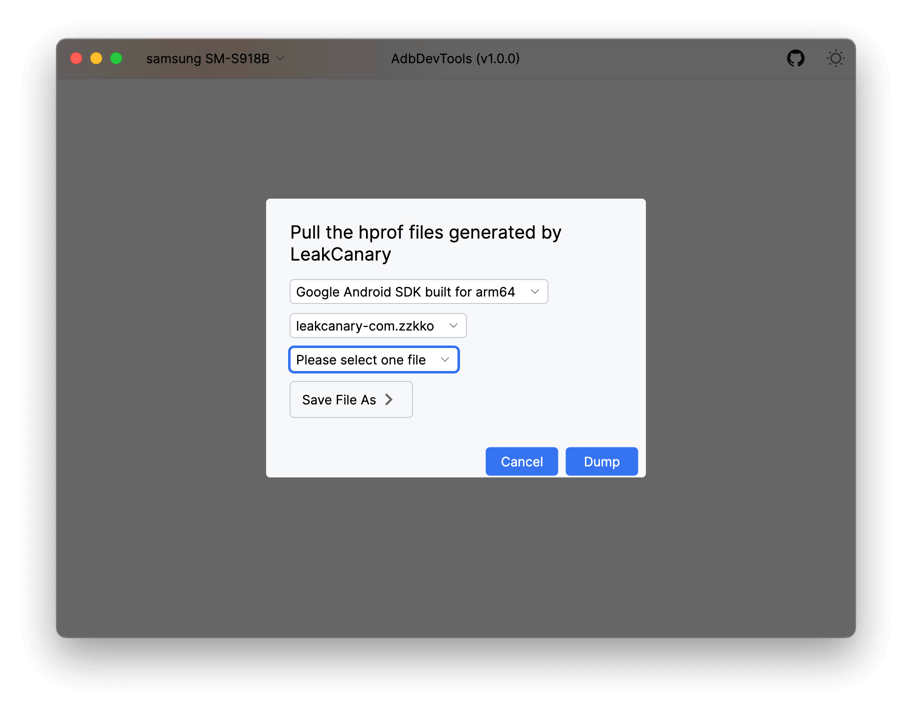 samsung SM-S918B
AdbDevTools (v1.0.0)
Pull the hprof files generated by
LeakCanary
Google Android SDK built for arm64
leakcanary-com.zzkko
Please select one file
Save File As
Cancel
Dump